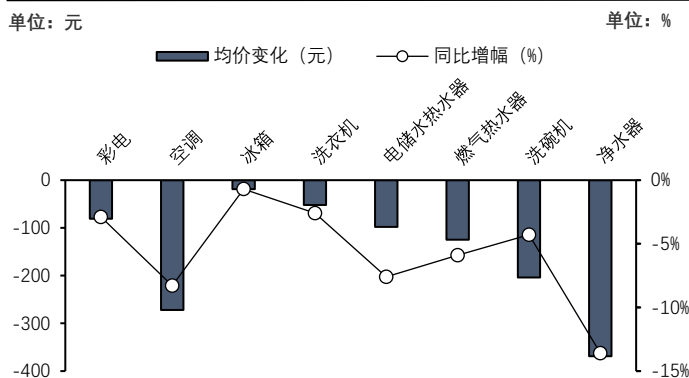 单位：元 单位：%
均价变化（元） 同比增幅（%）
彩电 空调 冰箱 洗衣机 电储水热水器 燃气热水器 洗碗机 净水器
0 0%
-100 -5%
-200 -10%
-300
-400 -15%